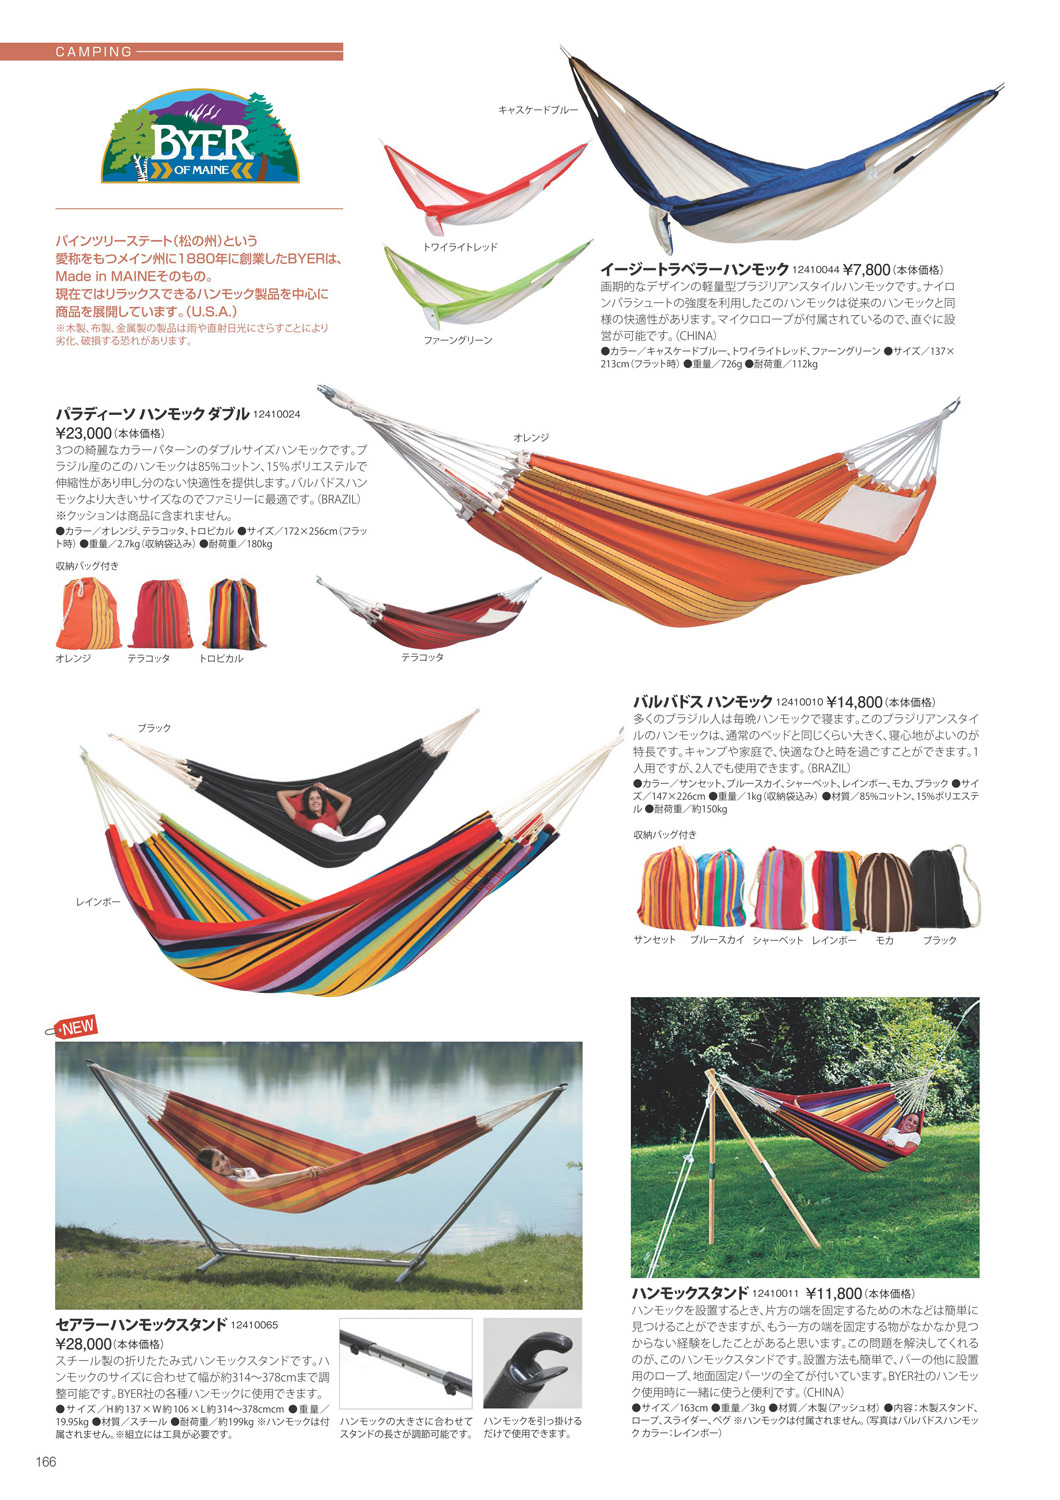 CAMPING
BYER
OF MAINE
パインツリーステート（松の州）という
愛称をもつメイン州に1880年に創業したBYERは、
Made in MAINEそのもの。
現在ではリラックスできるハンモック製品を中心に
商品を展開しています。（U.S.A.）
※木製、布製、金属製の製品は雨や直射日光にさらすことにより
劣化、破損する恐れがあります。
キャスケードブルー
トワイライトレッド
ファーングリーン
イージートラベラーハンモック 12410044 ¥7,800（本体価格）
画期的なデザインの軽量型ブラジリアンスタイルハンモックです。ナイロ
ンパラシュートの強度を利用したこのハンモックは従来のハンモックと同
様の快適性があります。マイクロロープが付属されているので、直ぐに設
営が可能です。（CHINA）
●カラー／キャスケードブルー、トワイライトレッド、ファーングリーン ●サイズ／137×
213cm（フラット時） ●重量／726g ●耐荷重／112kg
パラディーソ ハンモック ダブル 12410024
¥23,000（本体価格）
3つの綺麗なカラーパターンのダブルサイズハンモックです。ブ
ラジル産のこのハンモックは85%コットン、15%ポリエステルで
伸縮性があり申し分のない快適性を提供します。バルバドスハン
モックより大きいサイズなのでファミリーに最適です。（BRAZIL）
※クッションは商品に含まれません。
●カラー／オレンジ、テラコッタ、トロピカル ●サイズ／172×256cm（フラッ
ト時） ●重量／2.7kg（収納袋込み） ●耐荷重／180kg
収納バッグ付き
オレンジ
テラコッタ
トロピカル
オレンジ
テラコッタ
バルバドス ハンモック 12410010 ¥14,800（本体価格）
多くのブラジル人は毎晩ハンモックで寝ます。このブラジリアンスタイ
ルのハンモックは、通常のベッドと同じくらい大きく、寝心地がよいのが
特長です。キャンプや家庭で、快適なひと時を過ごすことができます。1
人用ですが、2人でも使用できます。（BRAZIL）
●カラー／サンセット、ブルースカイ、シャーベット、レインボー、モカ、ブラック ●サイ
ズ／147×226cm ●重量／1kg（収納袋込み） ●材質／85%コットン、15%ポリエステ
ル ●耐荷重／約150kg
収納バッグ付き
サンセット
ブルースカイ
シャーベット
レインボー
モカ
ブラック
ブラック
レインボー
NEW
セアラーハンモックスタンド 12410065
¥28,000（本体価格）
スチール製の折りたたみ式ハンモックスタンドです。ハ
ンモックのサイズに合わせて幅が約314〜378cmまで調
整可能です。BYER社の各種ハンモックに使用できます。
●サイズ／H約137×W約106×L約314〜378cmcm ●重量／
19.95kg ●材質／スチール ●耐荷重／約199kg ※ハンモックは付
属されません。※組立には工具が必要です。
ハンモックの大きさに合わせて
スタンドの長さが調節可能です。
ハンモックを引っ掛ける
だけで使用できます。
ハンモックスタンド 12410011 ¥11,800（本体価格）
ハンモックを設置するとき、片方の端を固定するための木などは簡単に
見つけることができますが、もう一方の端を固定する物がなかなか見つ
からない経験をしたことがあると思います。この問題を解決してくれる
のが、このハンモックスタンドです。設置方法も簡単で、バーの他に設置
用のロープ、地面固定パーツの全てが付いています。BYER社のハンモッ
ク使用時に一緒に使うと便利です。（CHINA）
●サイズ／163cm ●重量／3kg ●材質／木製（アッシュ材） ●内容：木製スタンド、
ロープ、スライダー、ペグ ※ハンモックは付属されません。（写真はバルバドスハンモッ
ク カラー：レインボー）
166